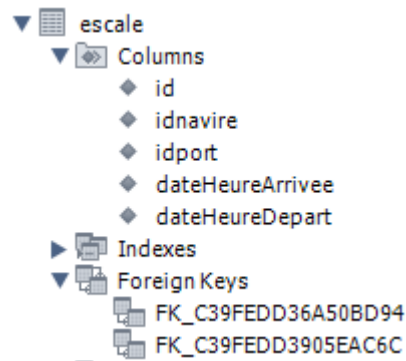 escale
Columns
id
idnavire
idport
dateHeureArrivee
dateHeureDepart
Indexes
Foreign Keys
FK_C39FEDD36A50BD94
FK_C39FEDD3905EAC6C